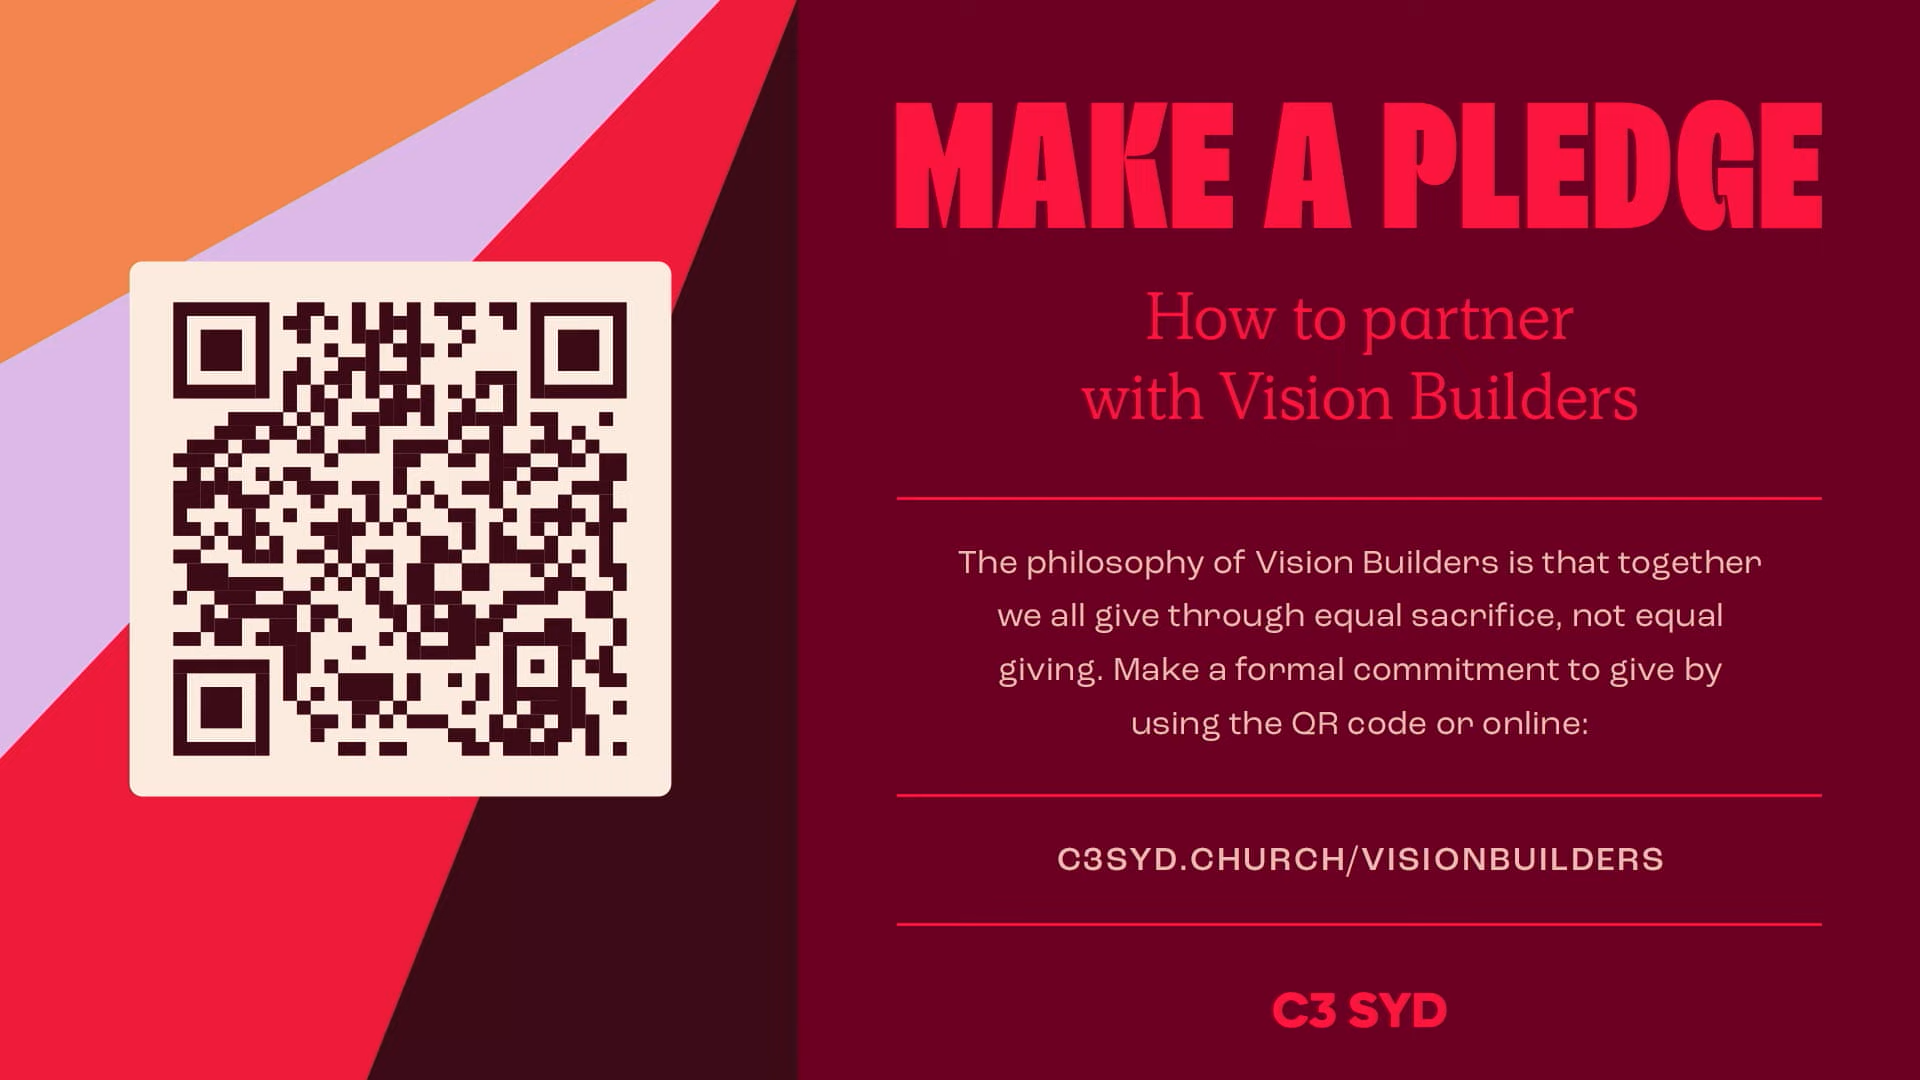 MAKE A PLEDGE
How to partner
with Vision Builders
The philosophy of Vision Builders is that together
we all give through equal sacrifice, not equal
giving. Make a formal commitment to give by
using the QR code or online:
C3SYD.CHURCH/VISIONBUILDERS
C3 SYD